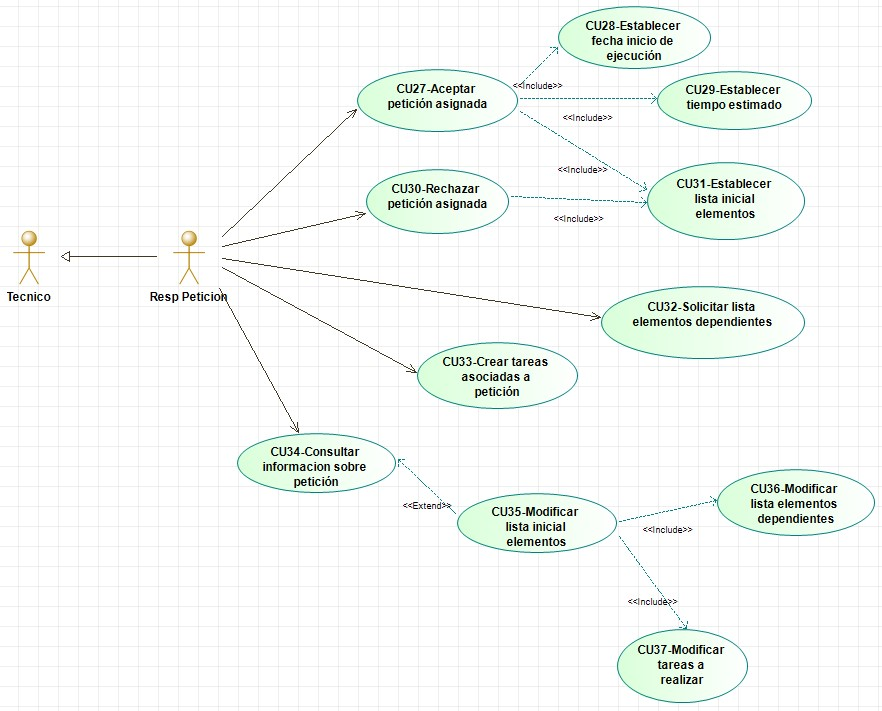 CU28-Establecer
fecha inicio de
ejecución
<<Include>>
CU27-Aceptar
petición asignada
CU29-Establecer
tiempo estimado
<<Include>>
<<Include>>
CU30-Rechazar
petición asignada
CU31-Establecer
lista inicial
elementos
<<Include>>
Tecnico
Resp Peticion
CU32-Solicitar lista
elementos dependientes
CU33-Crear tareas
asociadas a
petición
CU34-Consultar
informacion sobre
petición
<<Extend>>
CU35-Modificar
lista inicial
elementos
CU36-Modificar
lista elementos
dependientes
<<Include>>
<<Include>>
CU37-Modificar
tareas a
realizar